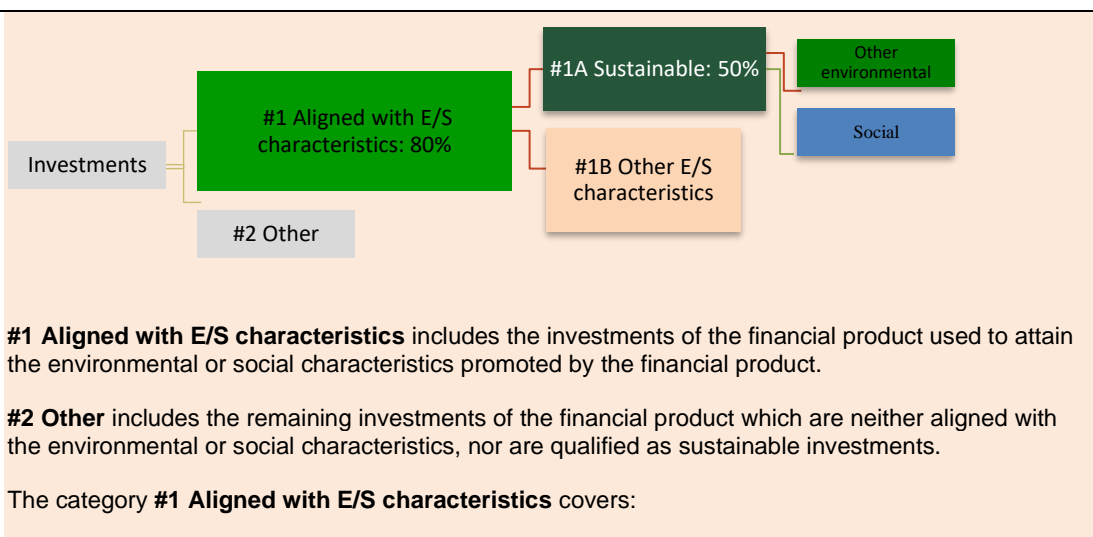 Investments
#1 Aligned with E/S
characteristics: 80%
#2 Other
#1A Sustainable: 50%
#1B Other E/S
characteristics
Other
environmental
Social
#1 Aligned with E/S characteristics includes the investments of the financial product used to attain
the environmental or social characteristics promoted by the financial product.
#2 Other includes the remaining investments of the financial product which are neither aligned with
the environmental or social characteristics, nor are qualified as sustainable investments.
The category #1 Aligned with E/S characteristics covers: